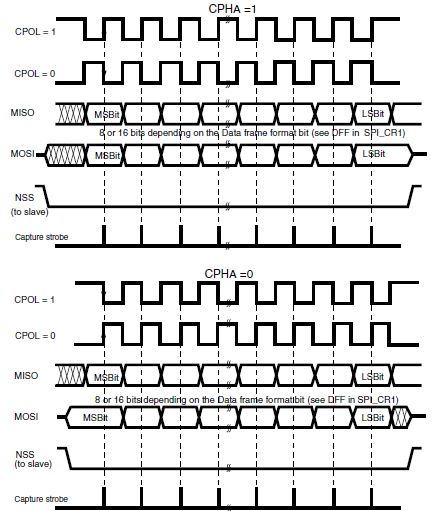 CPHA =1
CPOL = 1
CPOL = 0
MISO MSBit LSBit
8 or 16 bits depending on the Data frame format bit (see DFF in SPI_CR1)
MOSI MSBit LSBit
NSS
(to slave)
Capture strobe
CPHA =0
CPOL = 1
CPOL = 0
MISO MSBit LSBit
8 or 16 bits depending on the Data frame format bit (see DFF in SPI_CR1)
MOSI MSBit LSBit
NSS
(to slave)
Capture strobe